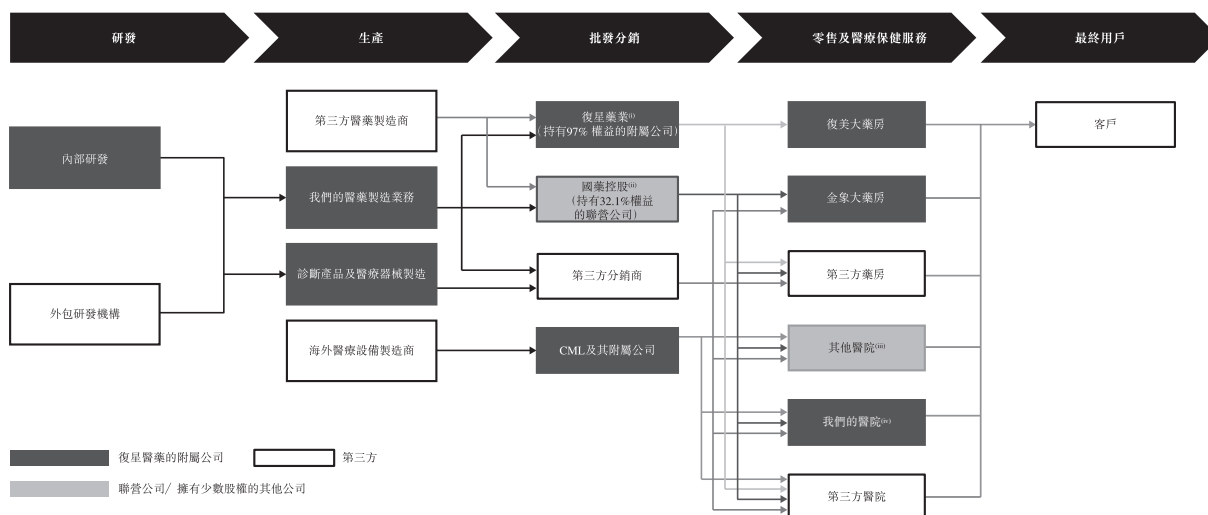 研發
生產
批發分銷
零售及醫療保健服務
最終用戶
內部研發
外包研發機構
第三方醫藥製造商
我們的醫藥製造業務
診斷產品及醫療器械製造
海外醫療設備製造商
復星藥業(i)
(持有97% 權益的附屬公司)
國藥控股(ii)
(持有32.1%權益
的聯營公司)
第三方分銷商
CML及其附屬公司
復美大藥房
金象大藥房
第三方藥房
其他醫院(iii)
我們的醫院(iv)
第三方醫院
客戶
復星醫藥的附屬公司
第三方
聯營公司/ 擁有少數股權的其他公司